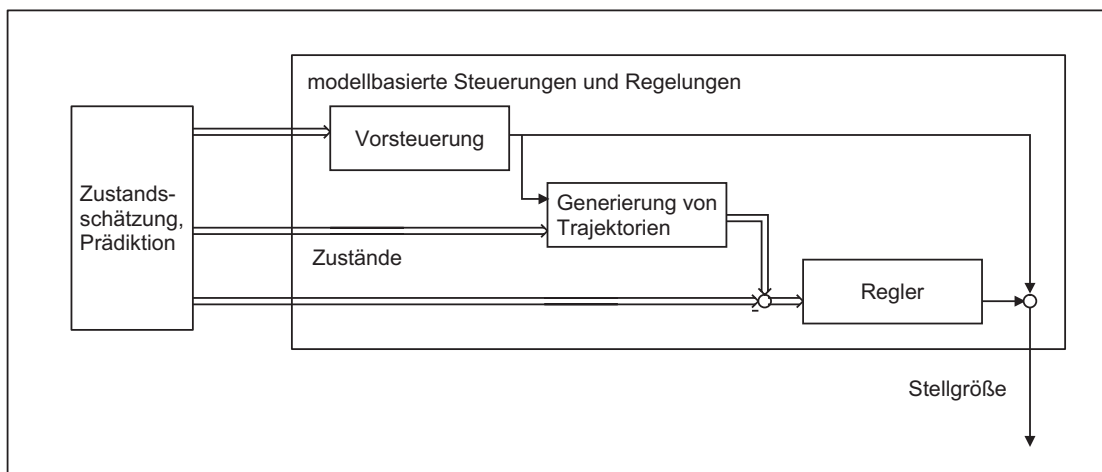 modellbasierte Steuerungen und Regelungen
Vorsteuerung
Zustands-
schätzung,
Prädiktion
Generierung von
Trajektorien
Zustände
Regler
-
Stellgröße